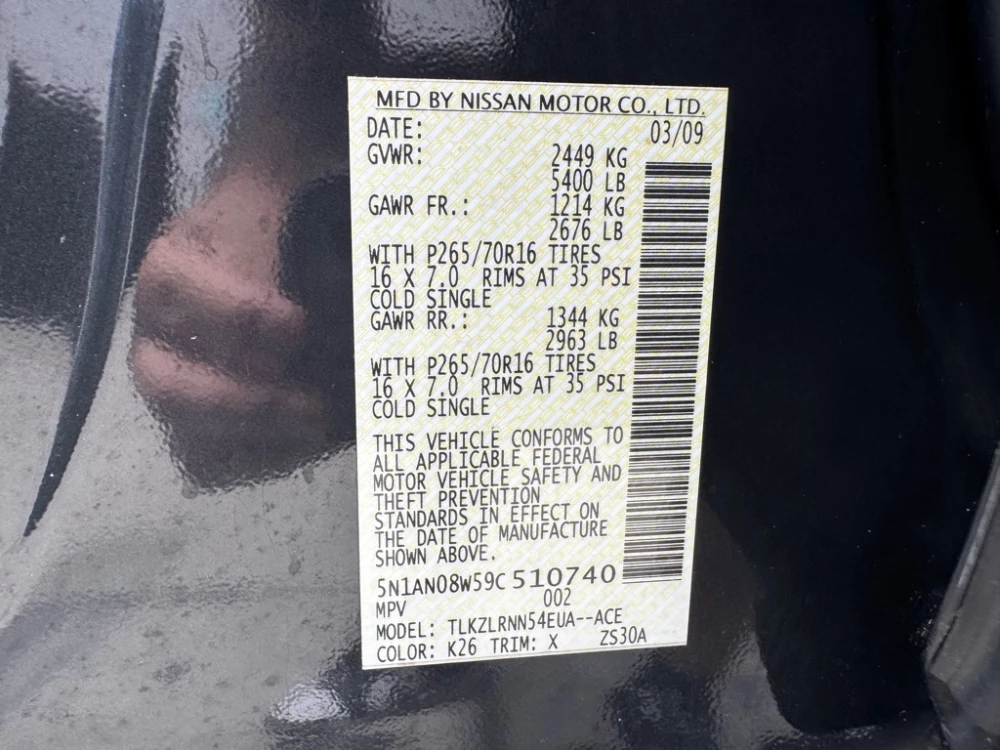 MFD BY NISSAN MOTOR CO., LTD.
DATE: 03/09
GVWR: 2449 KG
5400 LB
GAWR FR.: 1214 KG
2676 LB
WITH P265/70R16 TIRES
16 X 7.0 RIMS AT 35 PSI
COLD SINGLE
GAWR RR.: 1344 KG
2963 LB
WITH P265/70R16 TIRES
16 X 7.0 RIMS AT 35 PSI
COLD SINGLE
THIS VEHICLE CONFORMS TO
ALL APPLICABLE FEDERAL
MOTOR VEHICLE SAFETY AND
THEFT PREVENTION
STANDARDS IN EFFECT ON
THE DATE OF MANUFACTURE
SHOWN ABOVE.
5N1AN08W59C 510740
MPV 002
MODEL: TLKZLRNN54EUA--ACE
COLOR: K26 TRIM: X ZS30A